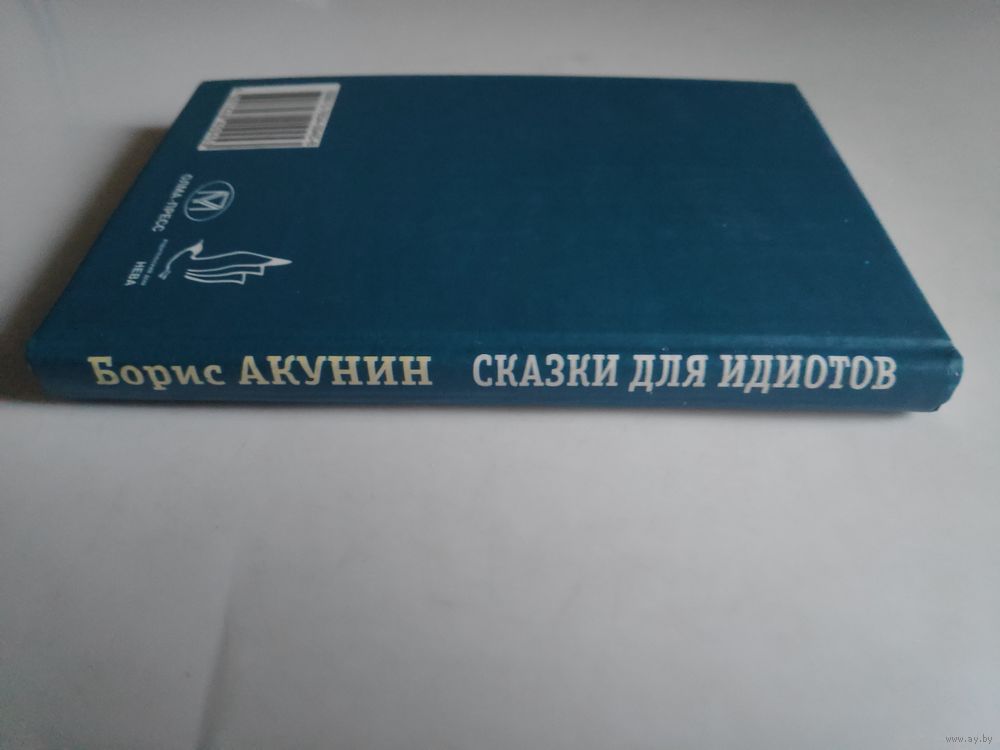 Борис АКУНИН СКАЗКИ ДЛЯ ИДИОТОВ
ОЛМА-ПРЕСС
НЕВА
www.ay.by